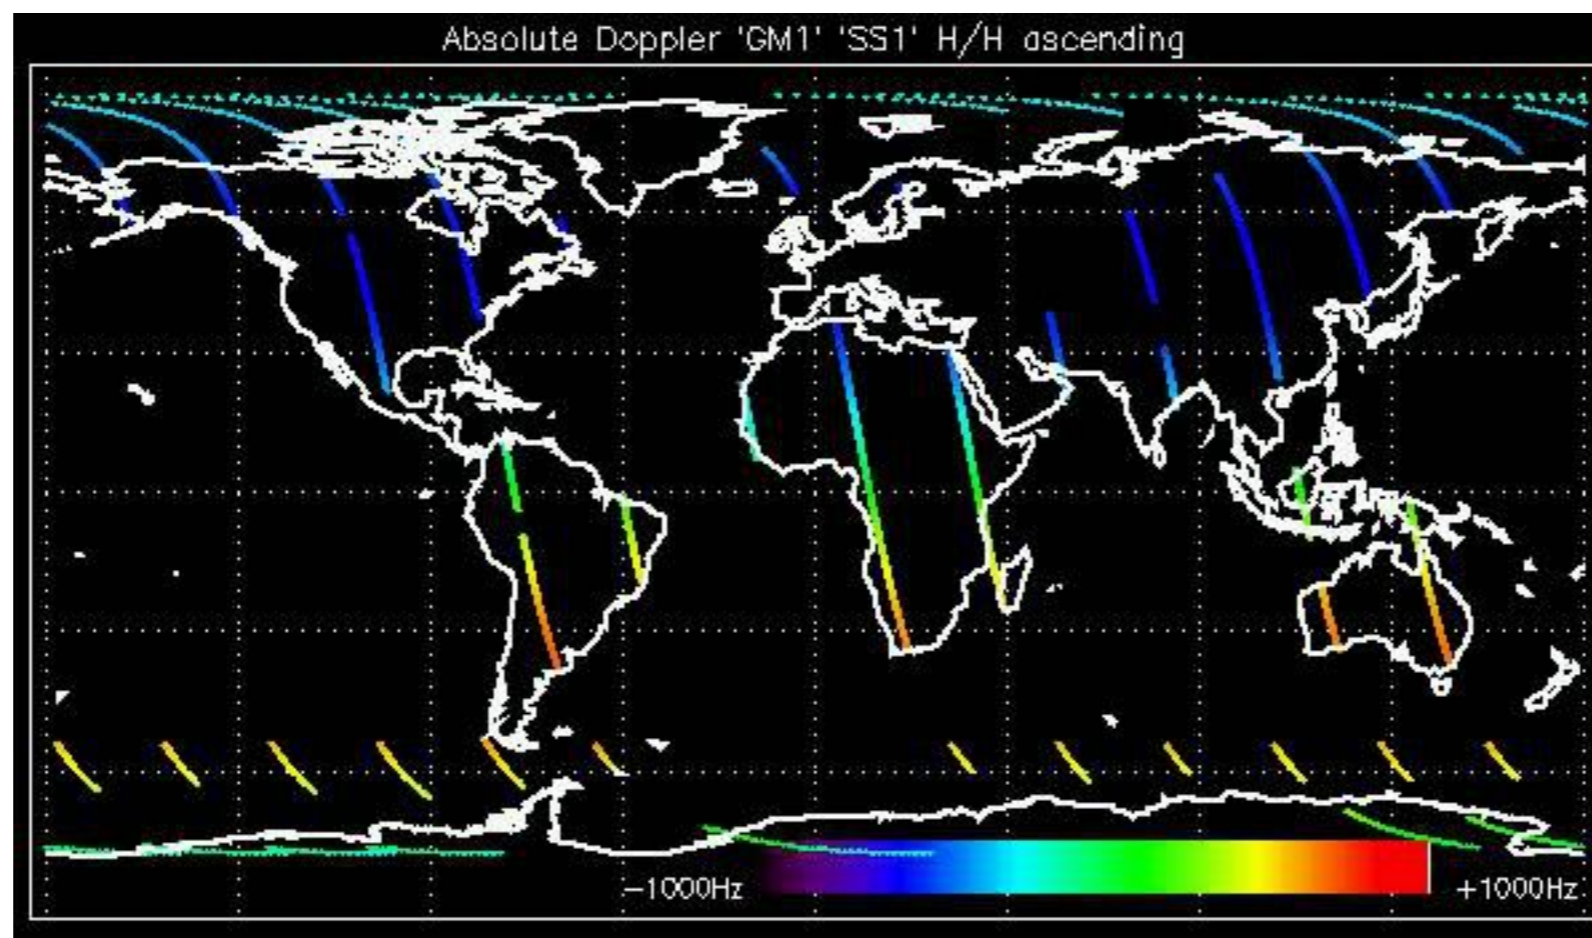 Absolute Doppler 'GM1' 'SS1' H/H ascending
−1000Hz +1000Hz